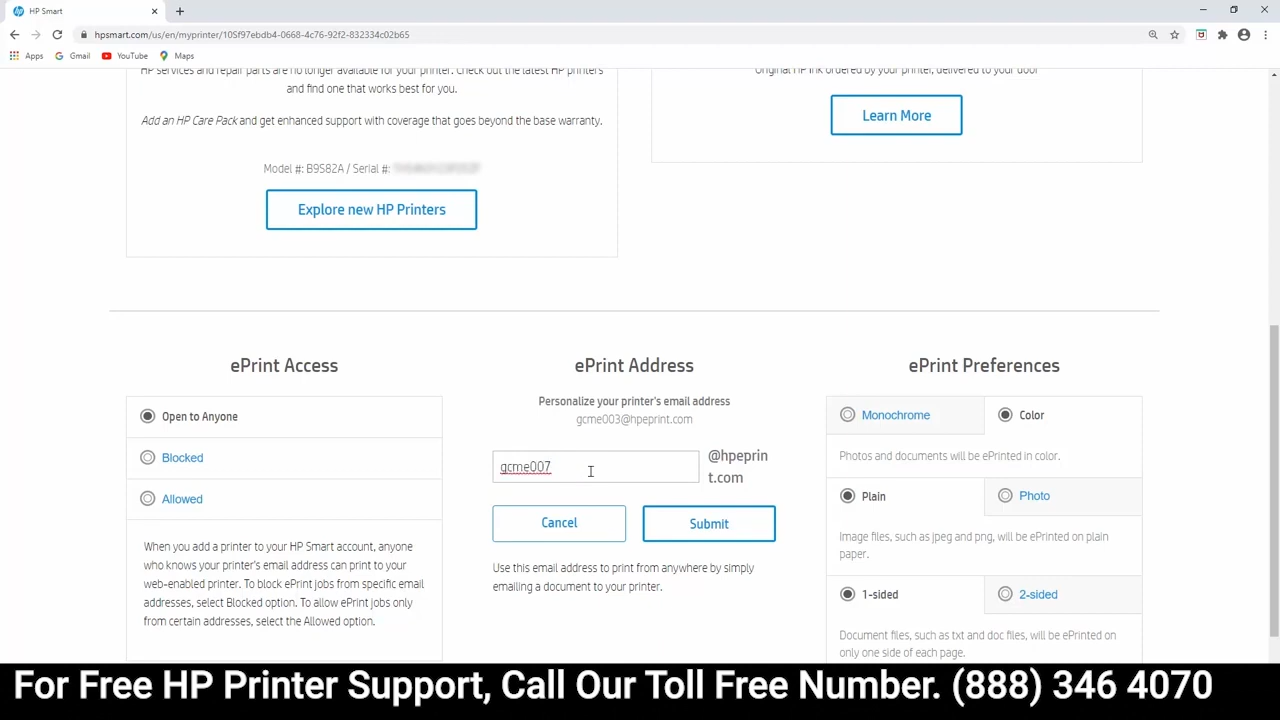 HP Smart
hpsmart.com/us/en/myprinter/105f97ebdb4-0668-4c76-92f2-832334c02b65
Apps Gmail YouTube Maps
HP services and repair parts are no longer available for your printer. Check out the latest HP printers
and find one that works best for you.
Add an HP Care Pack and get enhanced support with coverage that goes beyond the base warranty.
Model #: B9S82A / Serial #:
Explore new HP Printers
Original HP Ink ordered by your printer, delivered to your door
Learn More
ePrint Access
Open to Anyone
Blocked
Allowed
When you add a printer to your HP Smart account, anyone
who knows your printer's email address can print to your
web-enabled printer. To block ePrint jobs from specific email
addresses, select Blocked option. To allow ePrint jobs only
from certain addresses, select the Allowed option.
ePrint Address
Personalize your printer's email address
gcme003@hpeprint.com
gcme007
@hpeprin
t.com
Cancel Submit
Use this email address to print from anywhere by simply
emailing a document to your printer.
ePrint Preferences
Monochrome Color
Photos and documents will be ePrinted in color.
Plain Photo
Image files, such as jpeg and png, will be ePrinted on plain
paper.
1-sided 2-sided
Document files, such as txt and doc files, will be ePrinted on
only one side of each page.
For Free HP Printer Support, Call Our Toll Free Number. (888) 346 4070